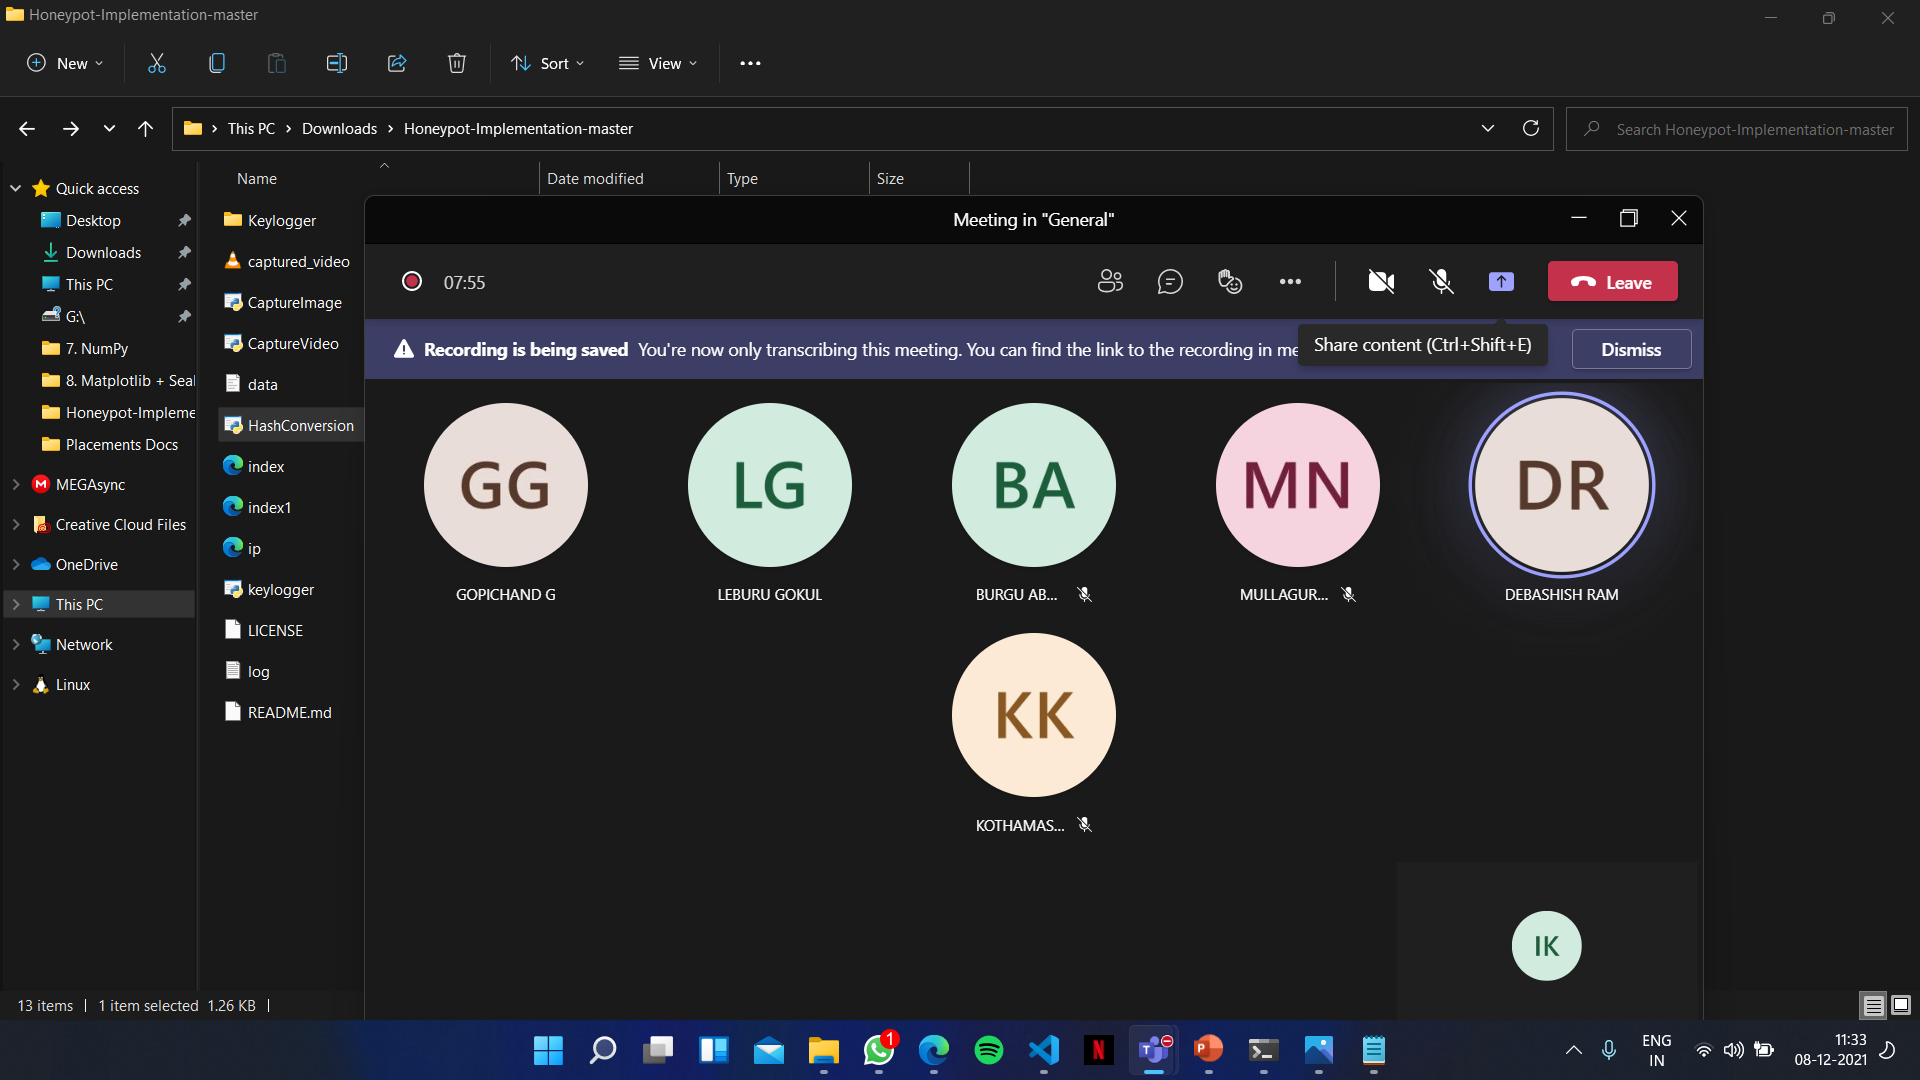 Honeypot-Implementation-master
New
Sort
View
This PC > Downloads > Honeypot-Implementation-master
Search Honeypot-Implementation-master
Name
Date modified
Type
Size
Quick access
Desktop
Downloads
This PC
G:\
7. NumPy
8. Matplotlib + Seal
Honeypot-Impleme
Placements Docs
MEGAsync
Creative Cloud Files
OneDrive
This PC
Network
Linux
Keylogger
captured_video
CaptureImage
CaptureVideo
data
HashConversion
index
index1
ip
keylogger
LICENSE
log
README.md
Meeting in "General"
07:55
Leave
Recording is being saved You're now only transcribing this meeting. You can find the link to the recording in me
Share content (Ctrl+Shift+E)
Dismiss
GG
LG
BA
MN
DR
GOPICHAND G
LEBURU GOKUL
BURGU AB...
MULLAGUR...
DEBASHISH RAM
KK
KOTHAMAS...
IK
13 items
1 item selected 1.26 KB
1
N
ENG
IN
11:33
08-12-2021